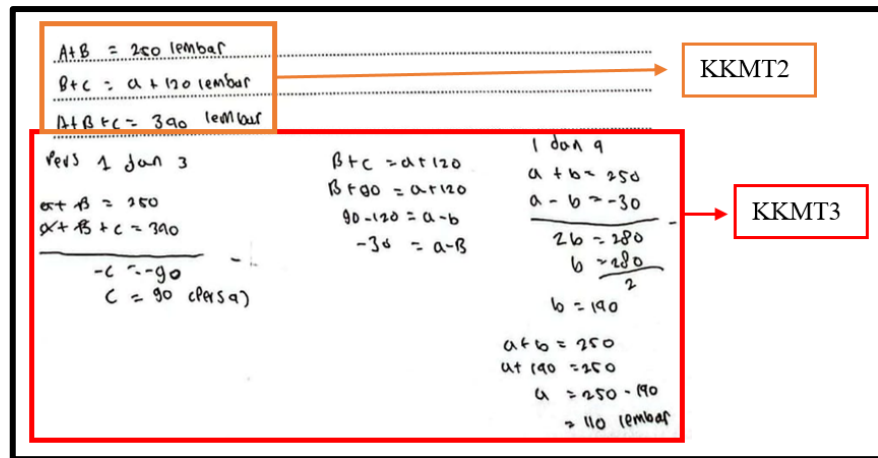 A+B = 250 lembar
B+C = a + 120 lembar
A+B+C = 340 lembar
KKMT2
Pers 1 dan 3
a+ B = 250
a+ B + C = 340
-C = -90
C = 90 (Pers 4)
B+C = a+120
B+90 = a+120
90-120 = a-b
-30 = a-B
1 dan 4
a + b = 250
a - b = -30
2b = 280
b = 280
2
b = 140
a+b = 250
a+140 = 250
a = 250 - 140
= 110 lembar
KKMT3